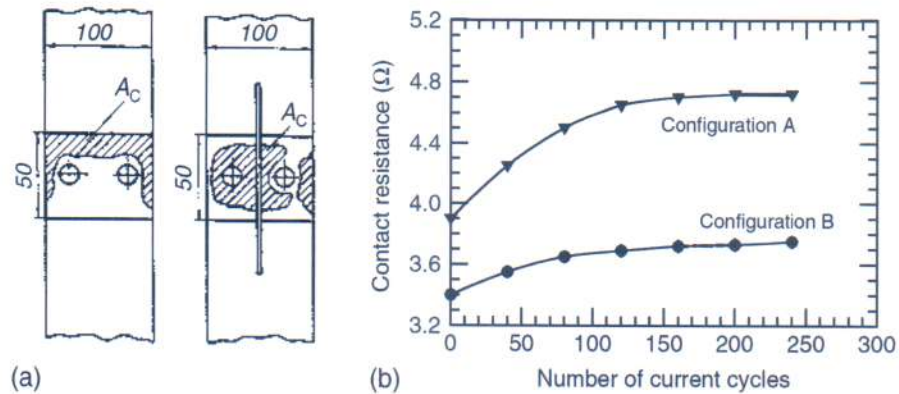 100
A_C
50
(a)
100
A_C
50
Contact resistance (Ω)
5.2
4.8
4.4
4.0
3.6
3.2
Configuration A
Configuration B
0 50 100 150 200 250 300
Number of current cycles
(b)